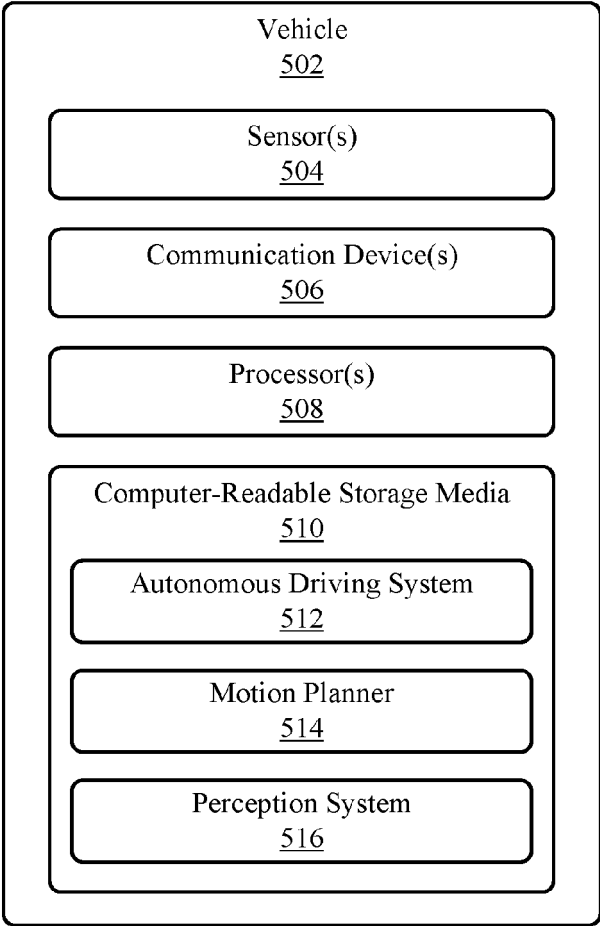 Vehicle
502
Sensor(s)
504
Communication Device(s)
506
Processor(s)
508
Computer-Readable Storage Media
510
Autonomous Driving System
512
Motion Planner
514
Perception System
516